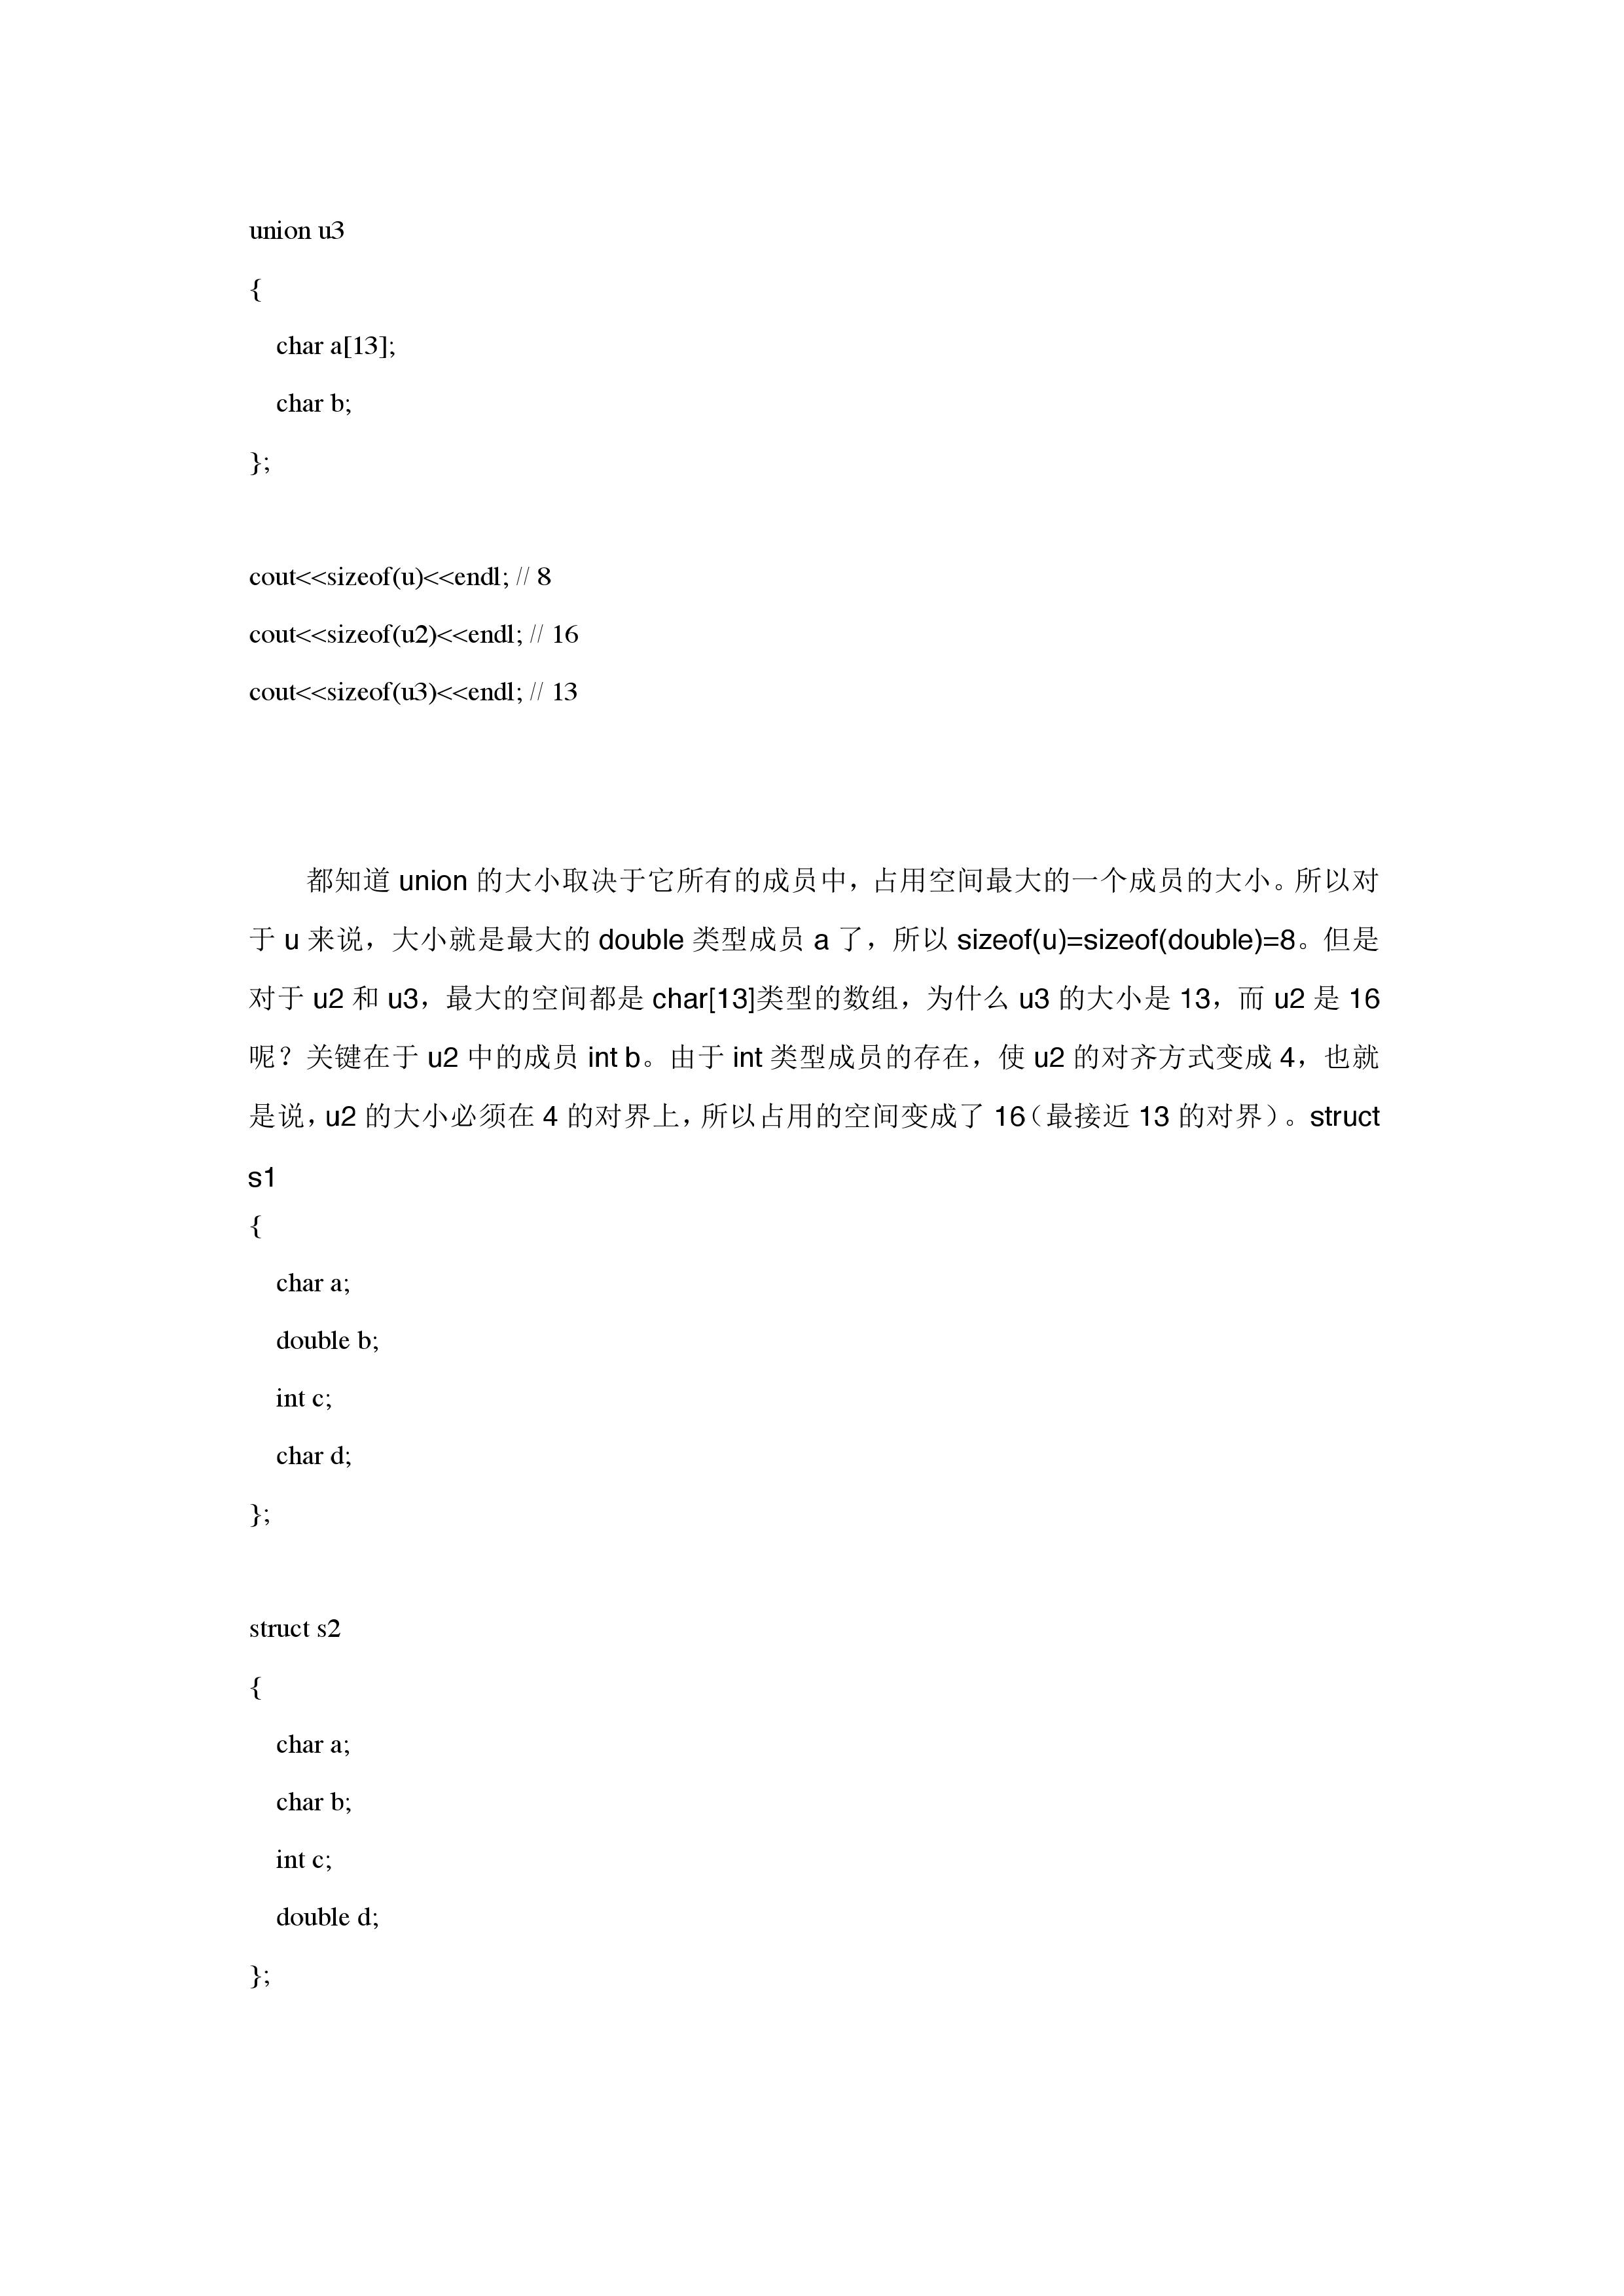 union u3
{
char a[13];
char b;
};
cout<<sizeof(u)<<endl; // 8
cout<<sizeof(u2)<<endl; // 16
cout<<sizeof(u3)<<endl; // 13
都知道 union 的大小取决于它所有的成员中，占用空间最大的一个成员的大小。所以对
于 u 来说，大小就是最大的 double 类型成员 a 了，所以 sizeof(u)=sizeof(double)=8。但是
对于 u2 和 u3，最大的空间都是 char[13]类型的数组，为什么 u3 的大小是 13，而 u2 是 16
呢？关键在于 u2 中的成员 int b。由于 int 类型成员的存在，使 u2 的对齐方式变成 4，也就
是说，u2 的大小必须在 4 的对界上，所以占用的空间变成了 16（最接近 13 的对界）。struct
s1
{
char a;
double b;
int c;
char d;
};
struct s2
{
char a;
char b;
int c;
double d;
};